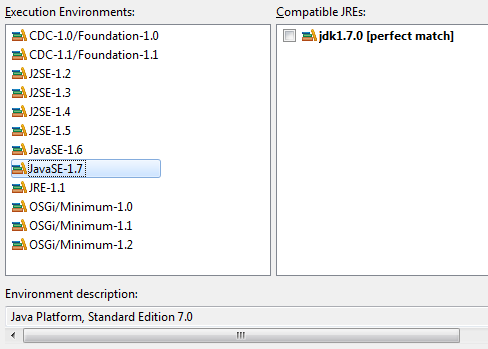 Execution Environments:
CDC-1.0/Foundation-1.0
CDC-1.1/Foundation-1.1
J2SE-1.2
J2SE-1.3
J2SE-1.4
J2SE-1.5
JavaSE-1.6
JavaSE-1.7
JRE-1.1
OSGi/Minimum-1.0
OSGi/Minimum-1.1
OSGi/Minimum-1.2
Compatible JREs:
jdk1.7.0 [perfect match]
Environment description:
Java Platform, Standard Edition 7.0